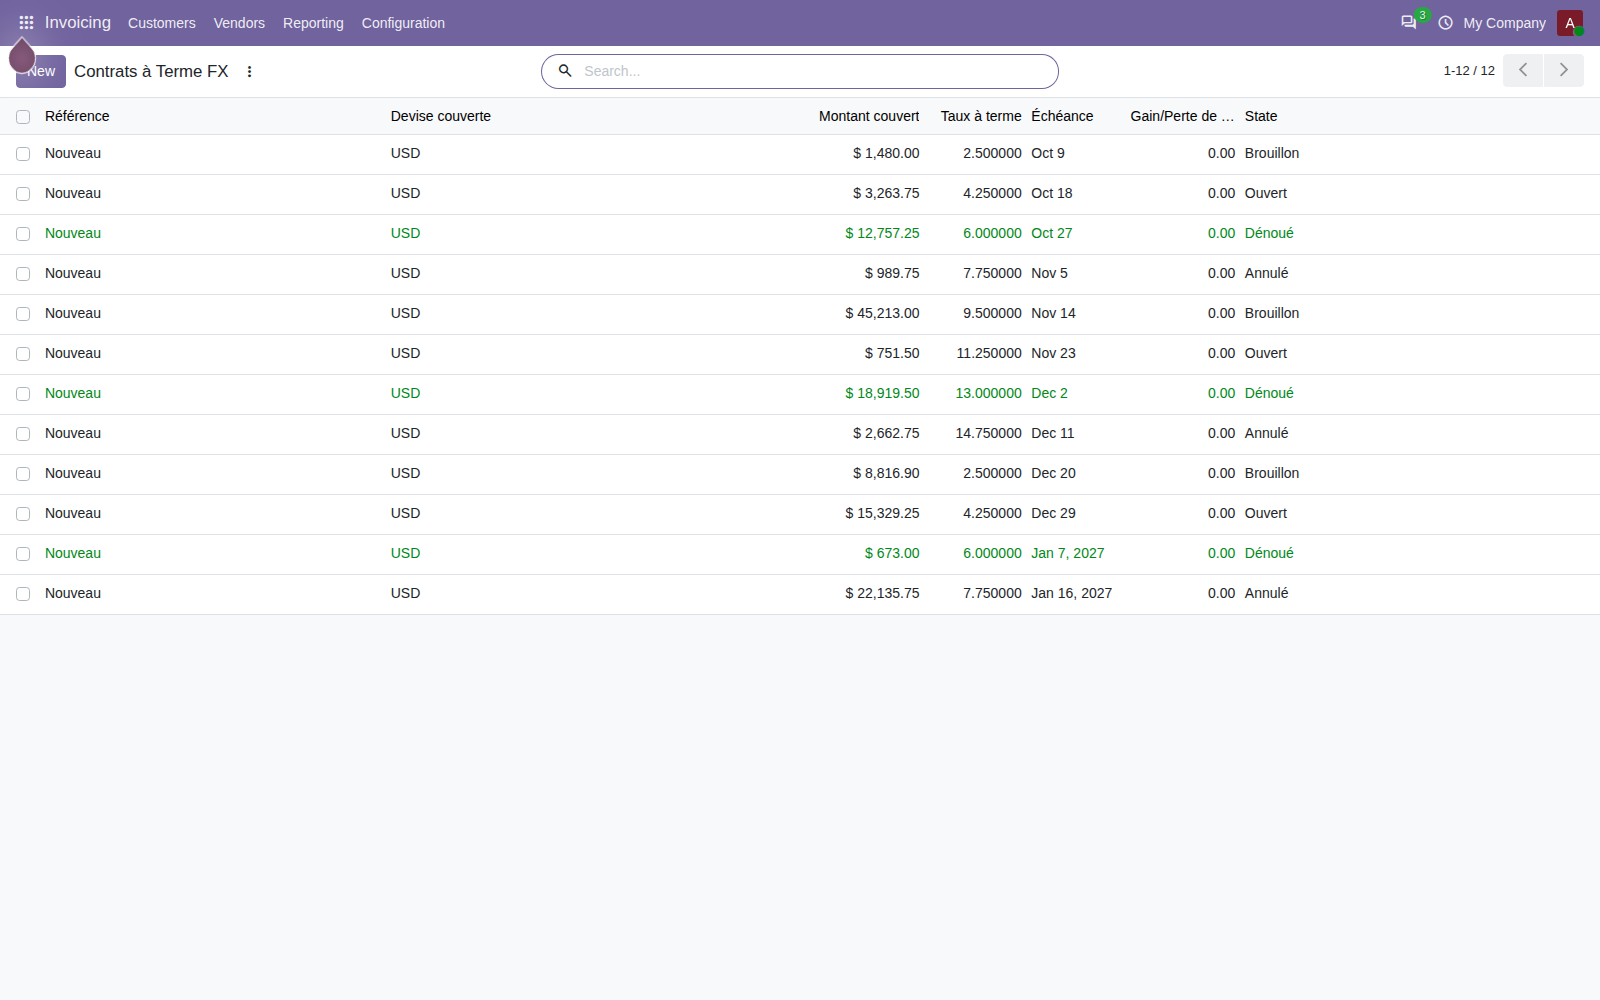 Invoicing Customers Vendors Reporting Configuration 3 My Company A
New Contrats à Terme FX Search... 1-12 / 12
Référence Devise couverte Montant couvert Taux à terme Échéance Gain/Perte de ... State
Nouveau USD $ 1,480.00 2.500000 Oct 9 0.00 Brouillon
Nouveau USD $ 3,263.75 4.250000 Oct 18 0.00 Ouvert
Nouveau USD $ 12,757.25 6.000000 Oct 27 0.00 Dénoué
Nouveau USD $ 989.75 7.750000 Nov 5 0.00 Annulé
Nouveau USD $ 45,213.00 9.500000 Nov 14 0.00 Brouillon
Nouveau USD $ 751.50 11.250000 Nov 23 0.00 Ouvert
Nouveau USD $ 18,919.50 13.000000 Dec 2 0.00 Dénoué
Nouveau USD $ 2,662.75 14.750000 Dec 11 0.00 Annulé
Nouveau USD $ 8,816.90 2.500000 Dec 20 0.00 Brouillon
Nouveau USD $ 15,329.25 4.250000 Dec 29 0.00 Ouvert
Nouveau USD $ 673.00 6.000000 Jan 7, 2027 0.00 Dénoué
Nouveau USD $ 22,135.75 7.750000 Jan 16, 2027 0.00 Annulé